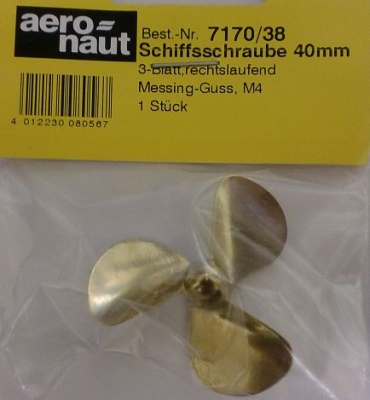 aero-
naut
Best.-Nr. 7170/38
Schiffsschraube 40mm
3-Blatt,rechtslaufend
Messing-Guss, M4
1 Stück
4 012230 080567